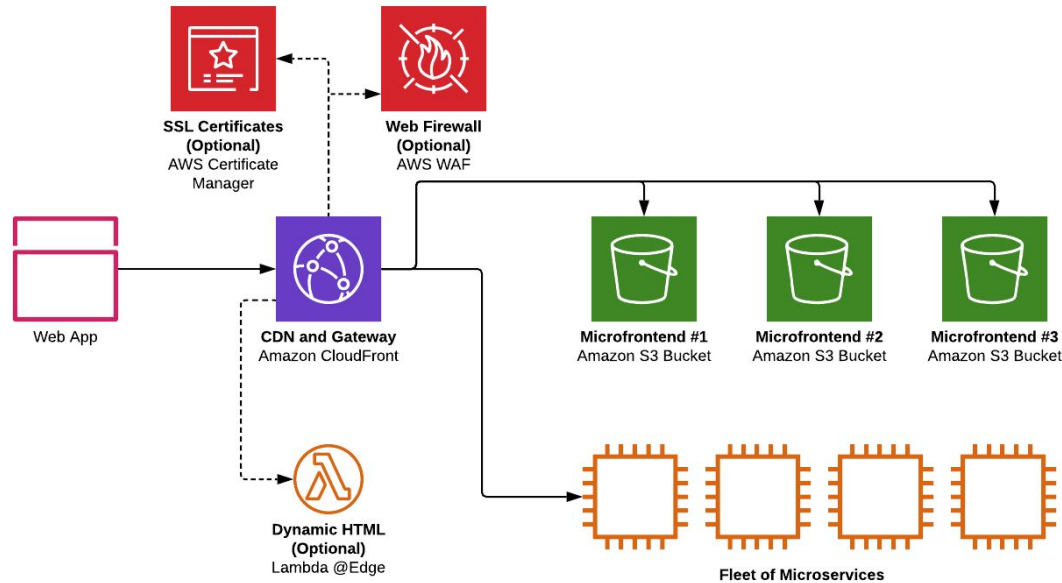 SSL Certificates
(Optional)
AWS Certificate
Manager
Web Firewall
(Optional)
AWS WAF
Web App
CDN and Gateway
Amazon CloudFront
Microfrontend #1
Amazon S3 Bucket
Microfrontend #2
Amazon S3 Bucket
Microfrontend #3
Amazon S3 Bucket
Dynamic HTML
(Optional)
Lambda @Edge
Fleet of Microservices